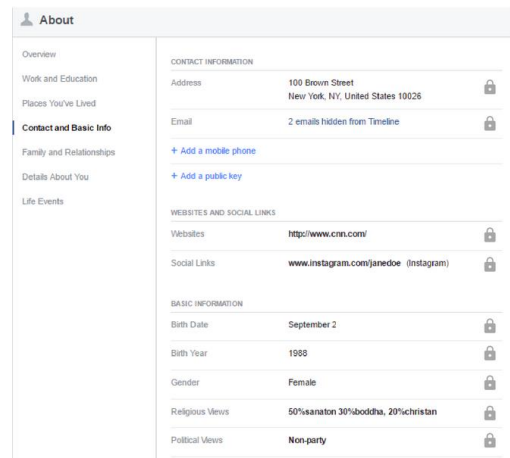 About
Overview
Work and Education
Places You've Lived
Contact and Basic Info
Family and Relationships
Details About You
Life Events
CONTACT INFORMATION
Address 100 Brown Street
New York, NY, United States 10026
Email 2 emails hidden from Timeline
+ Add a mobile phone
+ Add a public key
WEBSITES AND SOCIAL LINKS
Websites http://www.cnn.com/
Social Links www.instagram.com/janedoe (Instagram)
BASIC INFORMATION
Birth Date September 2
Birth Year 1988
Gender Female
Religious Views 50%sanaton 30%boddha, 20%christan
Political Views Non-party